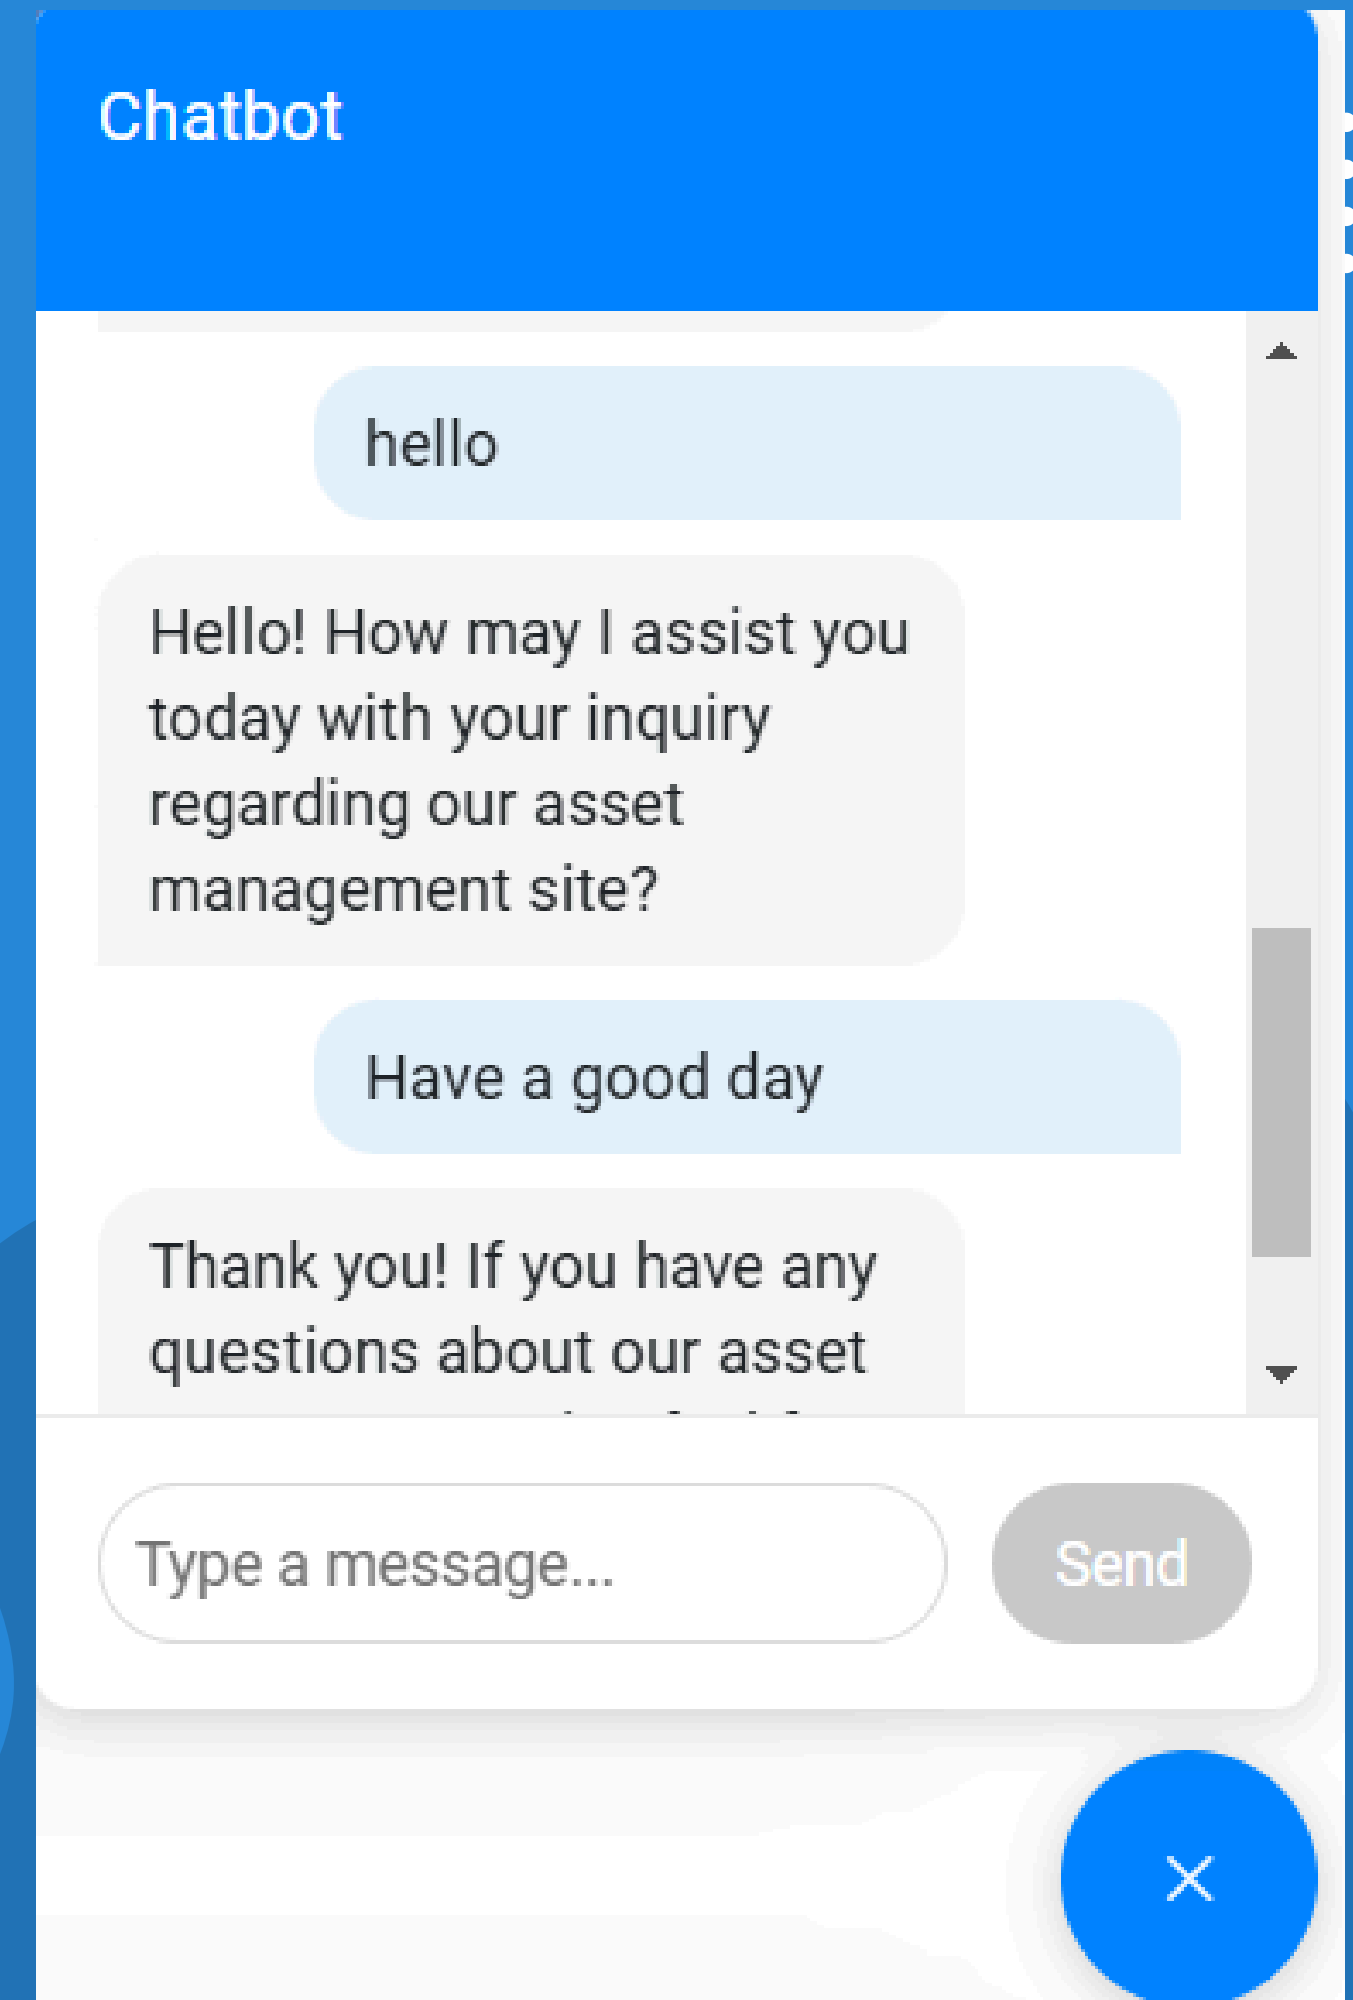 Chatbot
hello
Hello! How may I assist you
today with your inquiry
regarding our asset
management site?
Have a good day
Thank you! If you have any
questions about our asset
Type a message...
Send